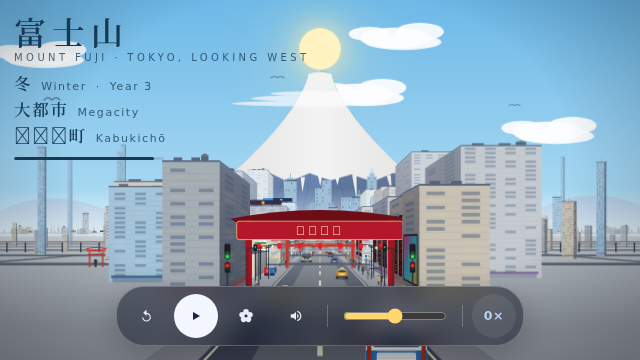 富士山
MOUNT FUJI · TOKYO, LOOKING WEST
冬 Winter · Year 3
大都市 Megacity
町 Kabukichō
0×